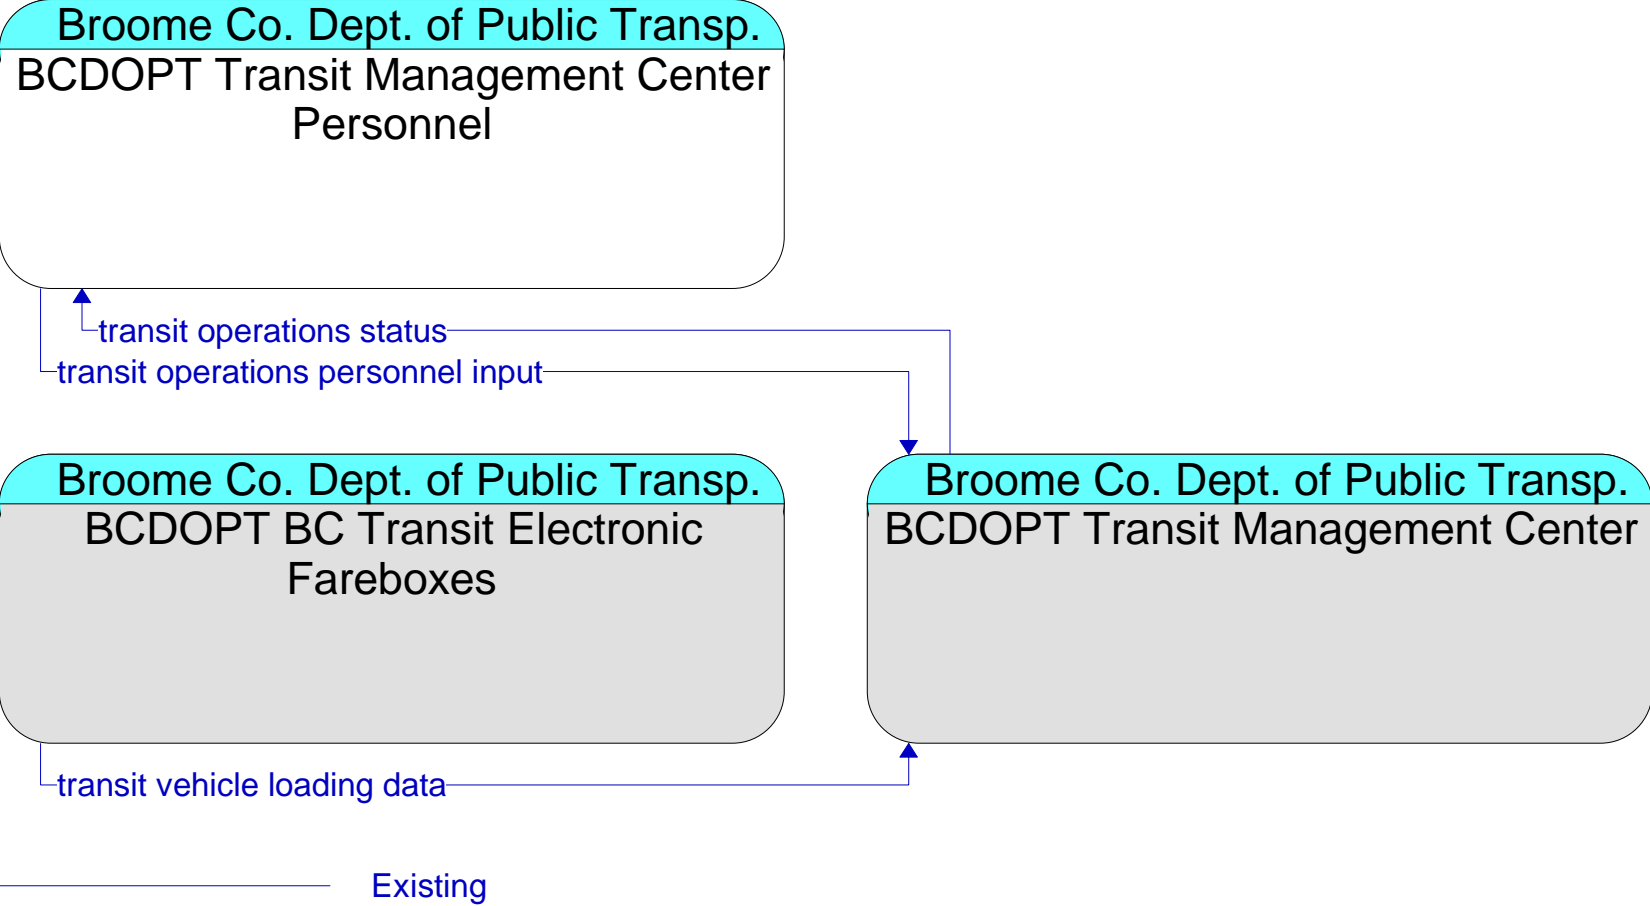 Broome Co. Dept. of Public Transp.
BCDOPT Transit Management Center
Personnel
transit operations status
transit operations personnel input
Broome Co. Dept. of Public Transp.
BCDOPT BC Transit Electronic
Fareboxes
Broome Co. Dept. of Public Transp.
BCDOPT Transit Management Center
transit vehicle loading data
Existing